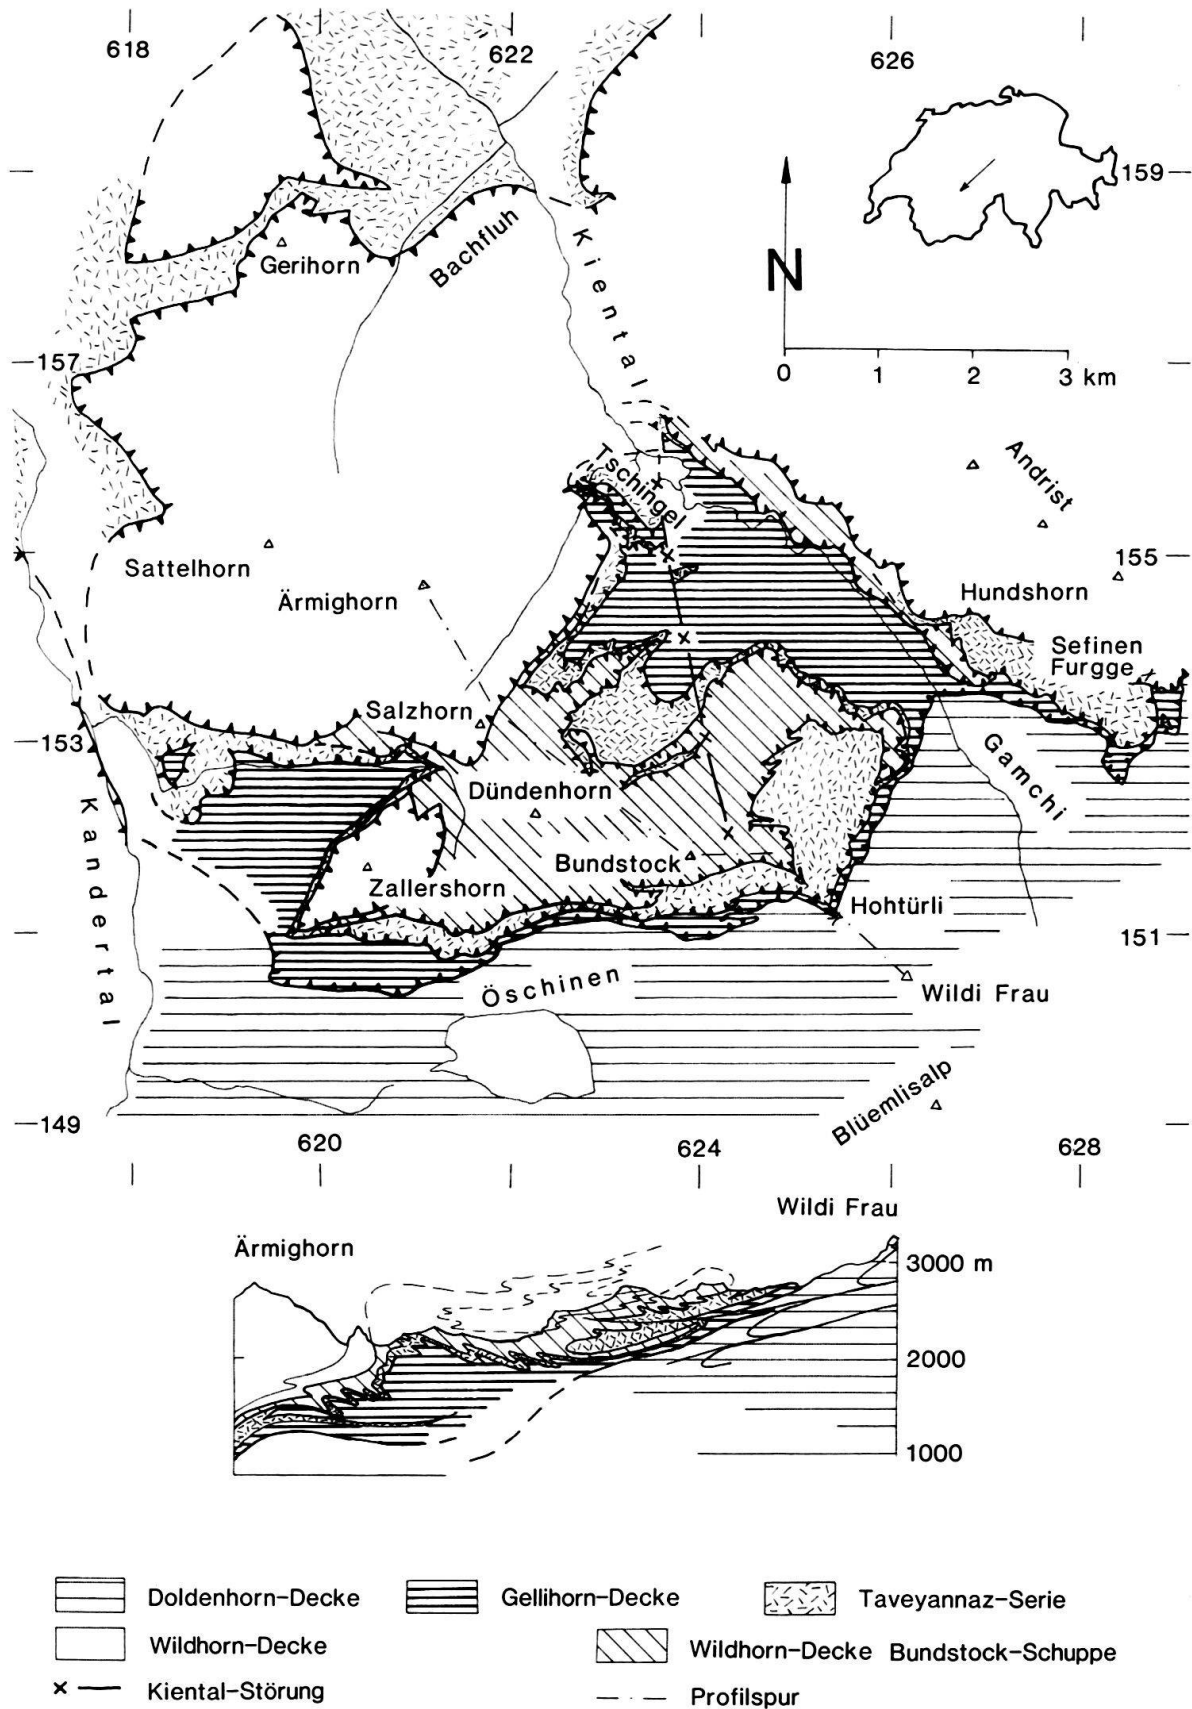 618
622
626
159
Gerihorn
Bachfluh
Kiental
N
157
0 1 2 3 km
Tschingel
Andrist
155
Sattelhorn
Ärmighorn
Hundshorn
Sefinen
Furgge
Salzhorn
153
Gamchi
Kandertal
Dündenhorn
Bundstock
Zallershorn
Hohtürli
151
Öschinen
Wildi Frau
Blüemlisalp
149
620
624
628
Wildi Frau
Ärmighorn
3000 m
2000
1000
Doldenhorn-Decke
Gellihorn-Decke
Taveyannaz-Serie
Wildhorn-Decke
Wildhorn-Decke Bundstock-Schuppe
Kiental-Störung
Profilspur